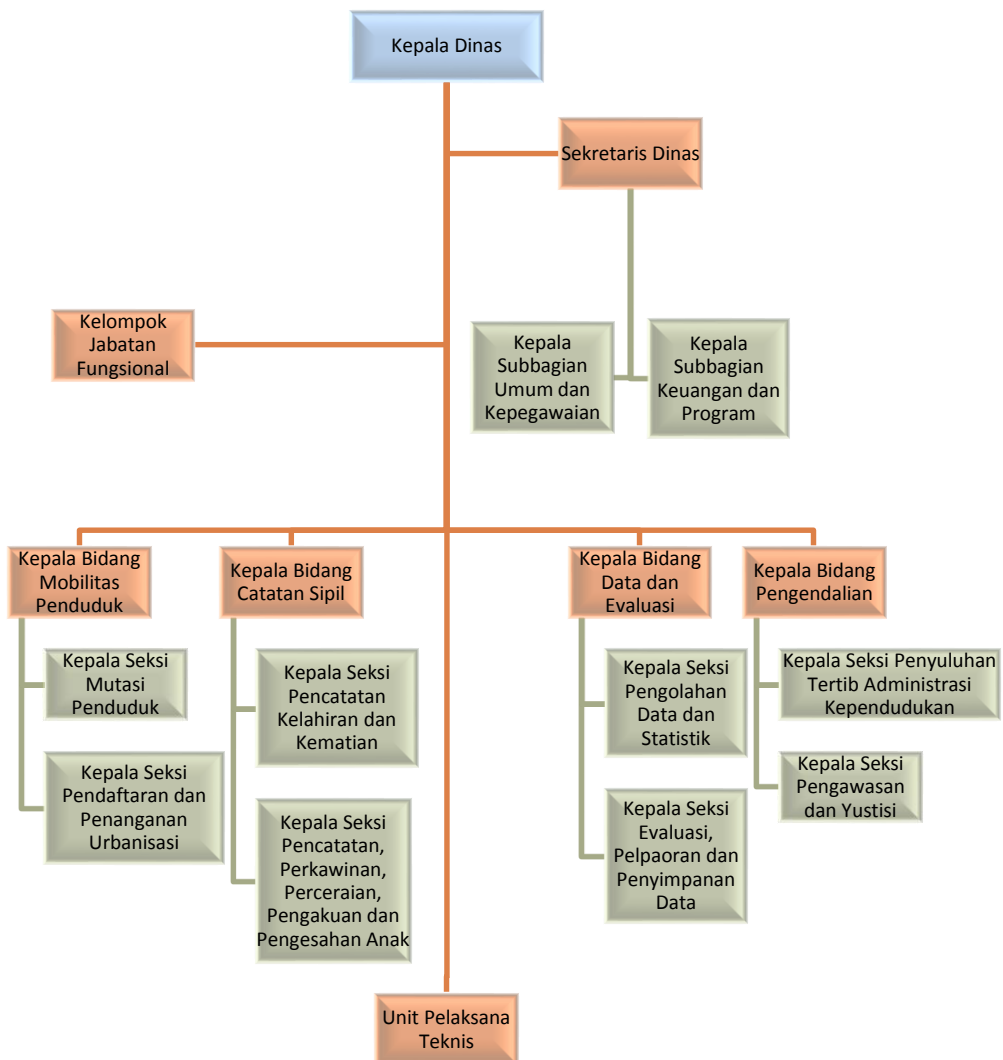 Kepala Dinas
Sekretaris Dinas
Kelompok
Jabatan
Fungsional
Kepala
Subbagian
Umum dan
Kepegawaian
Kepala
Subbagian
Keuangan dan
Program
Kepala Bidang
Mobilitas
Penduduk
Kepala Seksi
Mutasi
Penduduk
Kepala Seksi
Pendaftaran dan
Penanganan
Urbanisasi
Kepala Bidang
Catatan Sipil
Kepala Seksi
Pencatatan
Kelahiran dan
Kematian
Kepala Seksi
Pencatatan,
Perkawinan,
Perceraian,
Pengakuan dan
Pengesahan Anak
Kepala Bidang
Data dan
Evaluasi
Kepala Seksi
Pengolahan
Data dan
Statistik
Kepala Seksi
Evaluasi,
Pelpaoran dan
Penyimpanan
Data
Kepala Bidang
Pengendalian
Kepala Seksi Penyuluhan
Tertib Administrasi
Kependudukan
Kepala Seksi
Pengawasan
dan Yustisi
Unit Pelaksana
Teknis